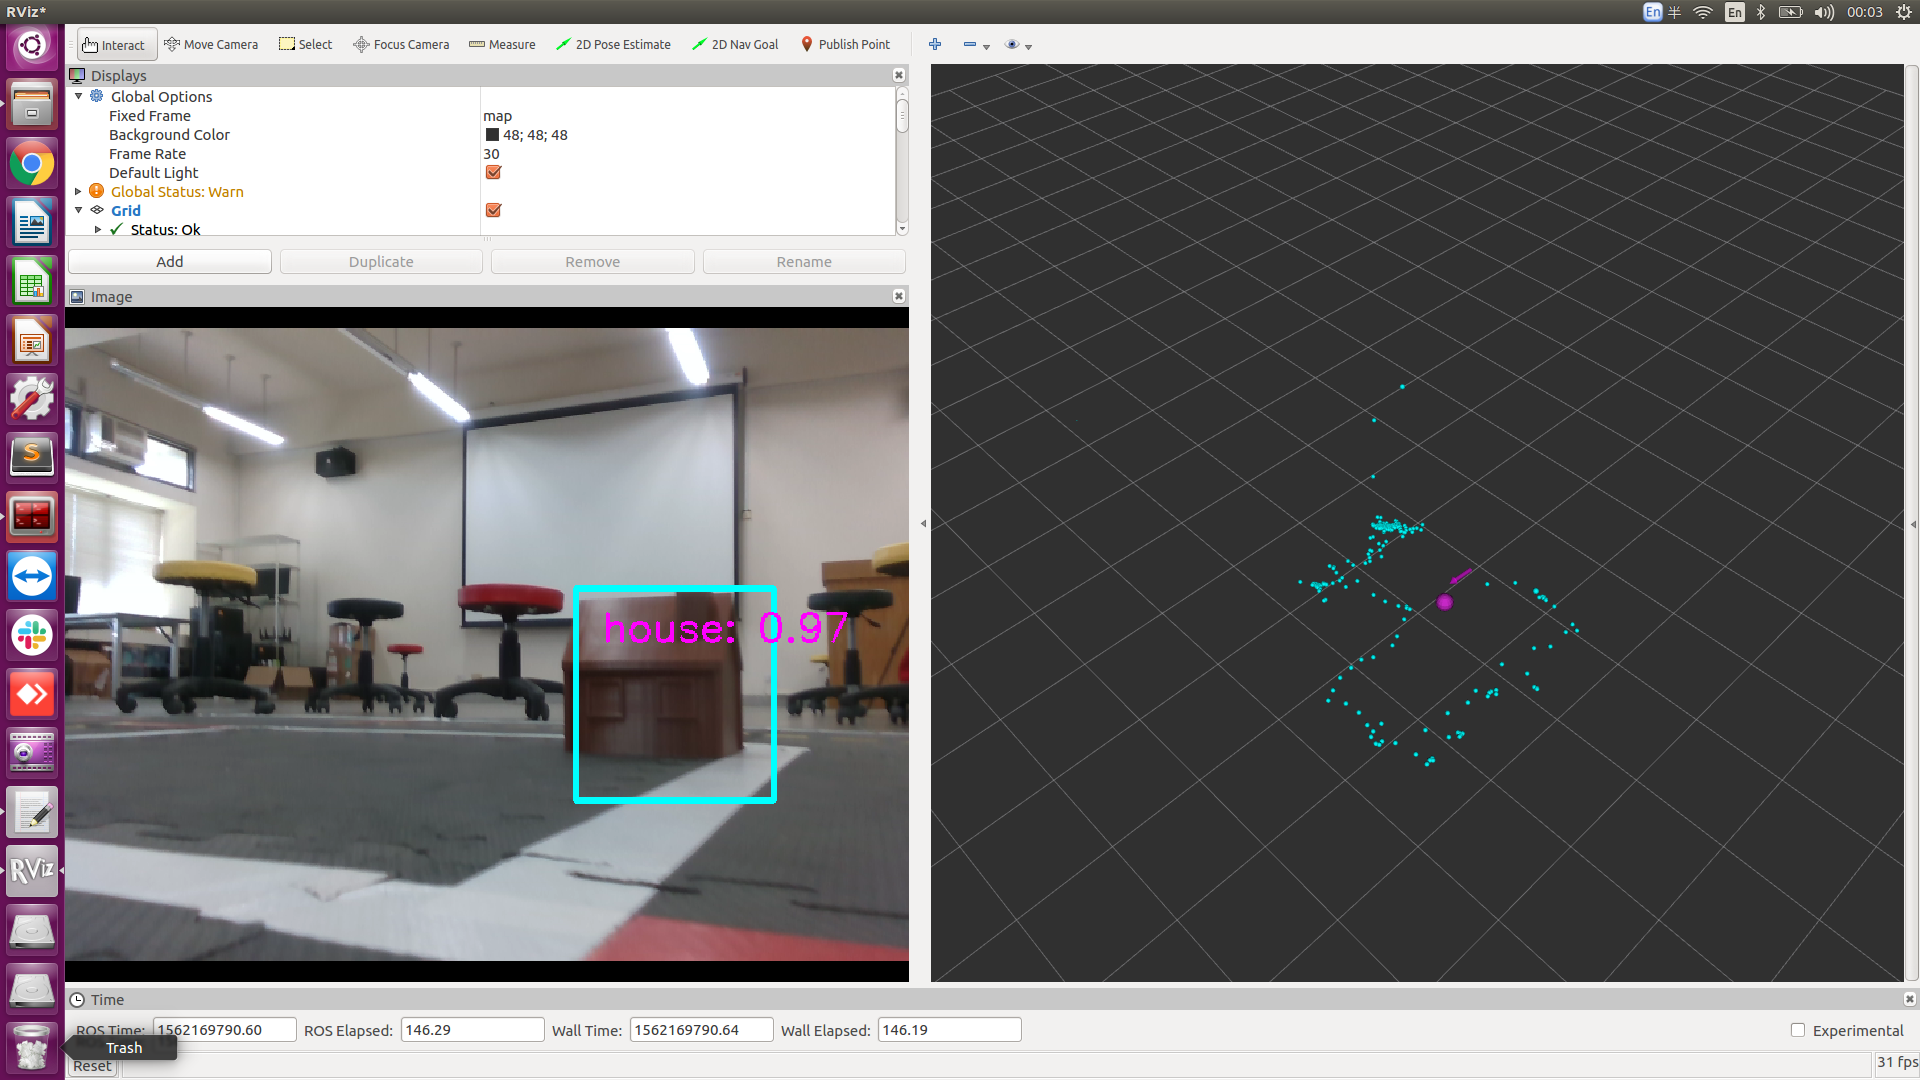 RViz*
En 半 En 00:03
Interact Move Camera Select Focus Camera Measure 2D Pose Estimate 2D Nav Goal Publish Point
Displays
Global Options
Fixed Frame map
Background Color 48; 48; 48
Frame Rate 30
Default Light
Global Status: Warn
Grid
Status: Ok
Add Duplicate Remove Rename
Image
house: 0.97
S
RViz
Time
ROS Time: 1562169790.60 ROS Elapsed: 146.29 Wall Time: 1562169790.64 Wall Elapsed: 146.19 Experimental
Trash
Reset 31 fps